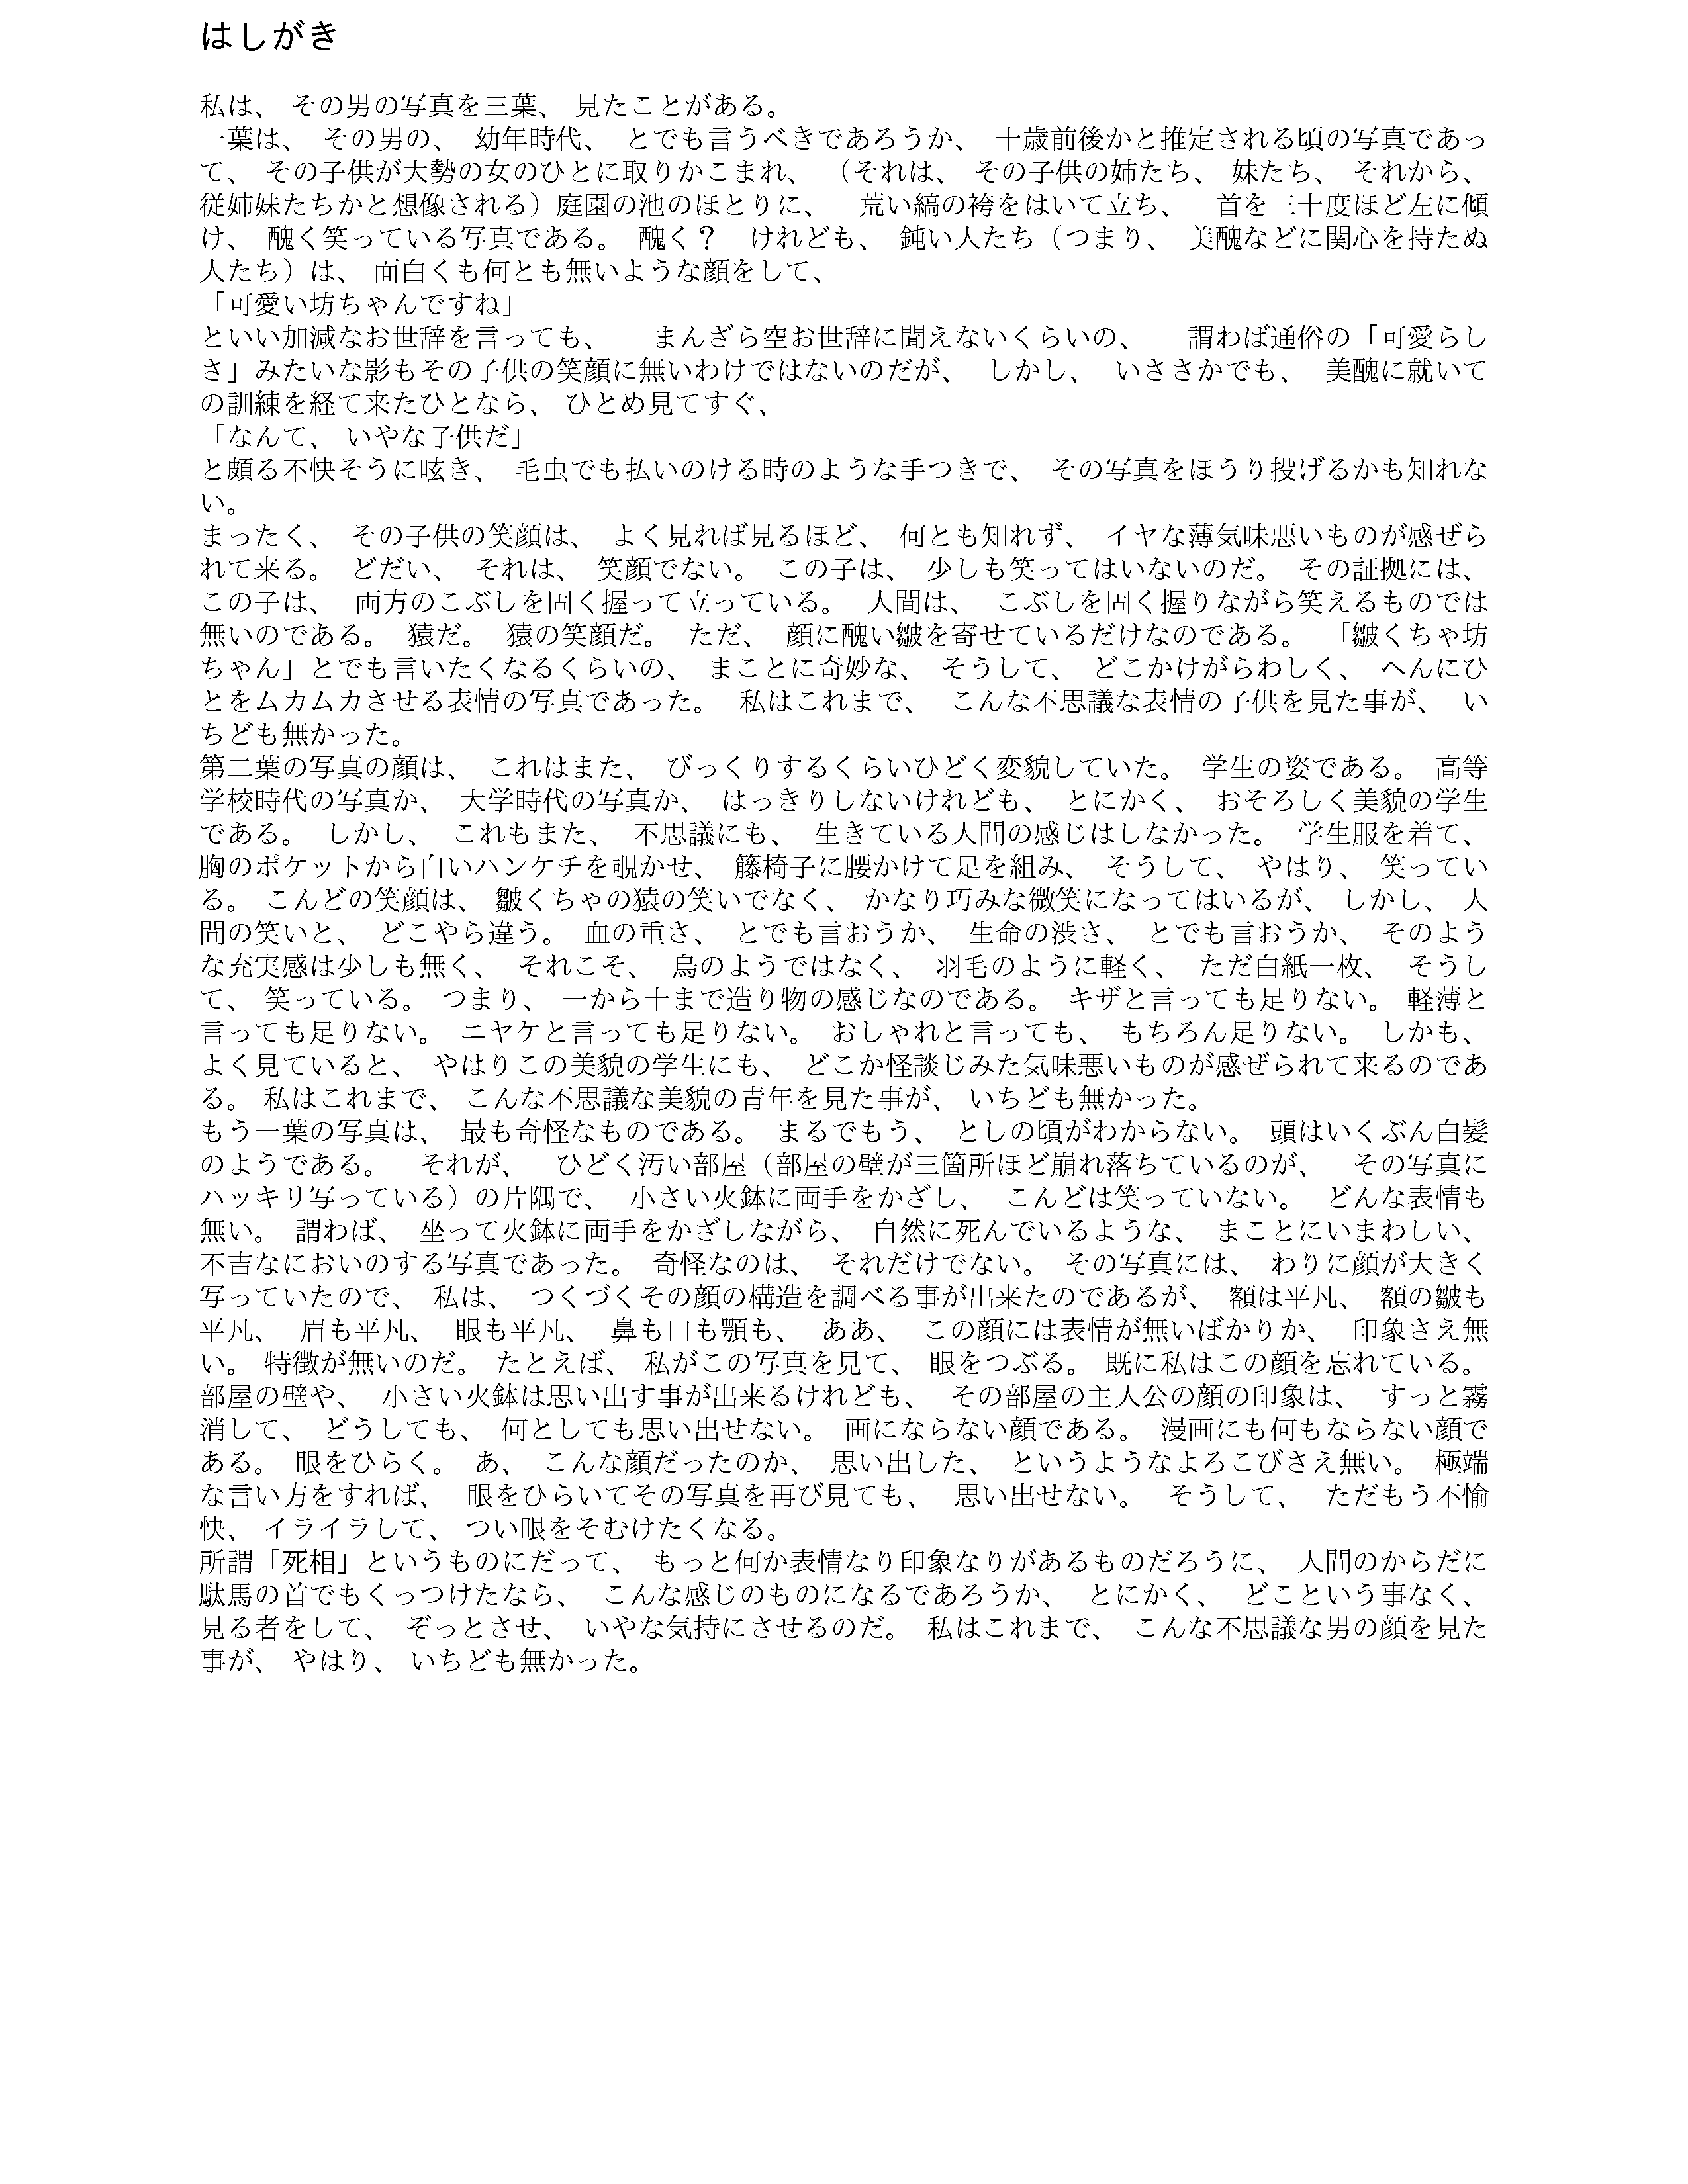 はしがき
私は、 その男の写真を三葉、 見たことがある。
一葉は、 その男の、 幼年時代、 とでも言うべきであろうか、 十歳前後かと推定される頃の写真であっ
て、 その子供が大勢の女のひとに取りかこまれ、 （それは、 その子供の姉たち、 妹たち、 それから、
従姉妹たちかと想像される）庭園の池のほとりに、 荒い縞の袴をはいて立ち、 首を三十度ほど左に傾
け、 醜く笑っている写真である。 醜く？ けれども、 鈍い人たち（つまり、 美醜などに関心を持たぬ
人たち）は、 面白くも何とも無いような顔をして、
「可愛い坊ちゃんですね」
といい加減なお世辞を言っても、 まんざら空お世辞に聞えないくらいの、 謂わば通俗の「可愛らし
さ」みたいな影もその子供の笑顔に無いわけではないのだが、 しかし、 いささかでも、 美醜に就いて
の訓練を経て来たひとなら、 ひとめ見てすぐ、
「なんて、 いやな子供だ」
と頗る不快そうに呟き、 毛虫でも払いのける時のような手つきで、 その写真をほうり投げるかも知れな
い。
まったく、 その子供の笑顔は、 よく見れば見るほど、 何とも知れず、 イヤな薄気味悪いものが感ぜら
れて来る。 どだい、 それは、 笑顔でない。 この子は、 少しも笑ってはいないのだ。 その証拠には、
この子は、 両方のこぶしを固く握って立っている。 人間は、 こぶしを固く握りながら笑えるものでは
無いのである。 猿だ。 猿の笑顔だ。 ただ、 顔に醜い皺を寄せているだけなのである。 「皺くちゃ坊
ちゃん」とでも言いたくなるくらいの、 まことに奇妙な、 そうして、 どこかけがらわしく、 へんにひ
とをムカムカさせる表情の写真であった。 私はこれまで、 こんな不思議な表情の子供を見た事が、 い
ちども無かった。
第二葉の写真の顔は、 これはまた、 びっくりするくらいひどく変貌していた。 学生の姿である。 高等
学校時代の写真か、 大学時代の写真か、 はっきりしないけれども、 とにかく、 おそろしく美貌の学生
である。 しかし、 これもまた、 不思議にも、 生きている人間の感じはしなかった。 学生服を着て、
胸のポケットから白いハンケチを覗かせ、 籐椅子に腰かけて足を組み、 そうして、 やはり、 笑ってい
る。 こんどの笑顔は、 皺くちゃの猿の笑いでなく、 かなり巧みな微笑になってはいるが、 しかし、 人
間の笑いと、 どこやら違う。 血の重さ、 とでも言おうか、 生命の渋さ、 とでも言おうか、 そのよう
な充実感は少しも無く、 それこそ、 鳥のようではなく、 羽毛のように軽く、 ただ白紙一枚、 そうし
て、 笑っている。 つまり、 一から十まで造り物の感じなのである。 キザと言っても足りない。 軽薄と
言っても足りない。 ニヤケと言っても足りない。 おしゃれと言っても、 もちろん足りない。 しかも、
よく見ていると、 やはりこの美貌の学生にも、 どこか怪談じみた気味悪いものが感ぜられて来るのであ
る。 私はこれまで、 こんな不思議な美貌の青年を見た事が、 いちども無かった。
もう一葉の写真は、 最も奇怪なものである。 まるでもう、 としの頃がわからない。 頭はいくぶん白髪
のようである。 それが、 ひどく汚い部屋（部屋の壁が三箇所ほど崩れ落ちているのが、 その写真に
ハッキリ写っている）の片隅で、 小さい火鉢に両手をかざし、 こんどは笑っていない。 どんな表情も
無い。 謂わば、 坐って火鉢に両手をかざしながら、 自然に死んでいるような、 まことにいまわしい、
不吉なにおいのする写真であった。 奇怪なのは、 それだけでない。 その写真には、 わりに顔が大きく
写っていたので、 私は、 つくづくその顔の構造を調べる事が出来たのであるが、 額は平凡、 額の皺も
平凡、 眉も平凡、 眼も平凡、 鼻も口も顎も、 ああ、 この顔には表情が無いばかりか、 印象さえ無
い。 特徴が無いのだ。 たとえば、 私がこの写真を見て、 眼をつぶる。 既に私はこの顔を忘れている。
部屋の壁や、 小さい火鉢は思い出す事が出来るけれども、 その部屋の主人公の顔の印象は、 すっと霧
消して、 どうしても、 何としても思い出せない。 画にならない顔である。 漫画にも何もならない顔で
ある。 眼をひらく。 あ、 こんな顔だったのか、 思い出した、 というようなよろこびさえ無い。 極端
な言い方をすれば、 眼をひらいてその写真を再び見ても、 思い出せない。 そうして、 ただもう不愉
快、 イライラして、 つい眼をそむけたくなる。
所謂「死相」というものにだって、 もっと何か表情なり印象なりがあるものだろうに、 人間のからだに
駄馬の首でもくっつけたなら、 こんな感じのものになるであろうか、 とにかく、 どこという事なく、
見る者をして、 ぞっとさせ、 いやな気持にさせるのだ。 私はこれまで、 こんな不思議な男の顔を見た
事が、 やはり、 いちども無かった。